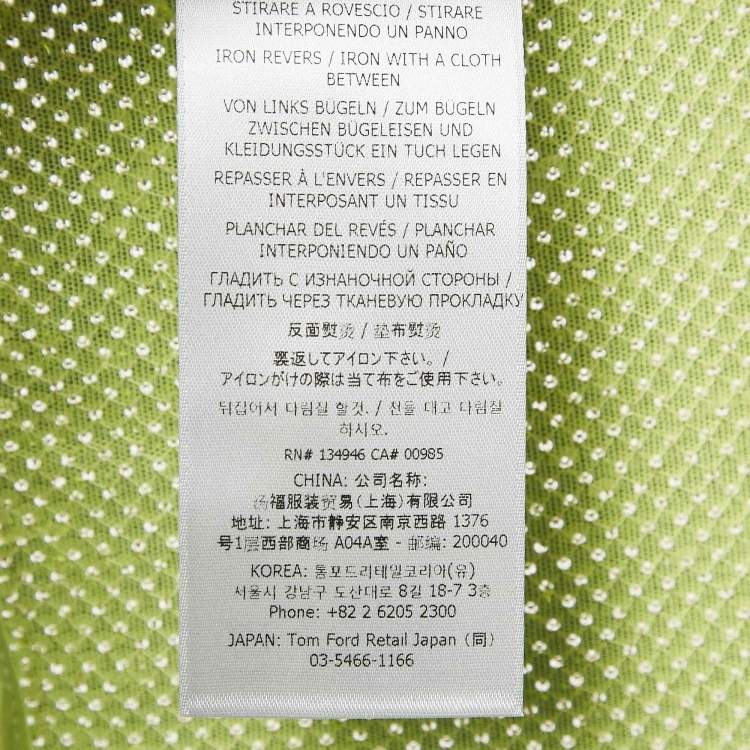 STIRARE A ROVESCIO / STIRARE
INTERPONENDO UN PANNO
IRON REVERS / IRON WITH A CLOTH
BETWEEN
VON LINKS BÜGELN / ZUM BÜGELN
ZWISCHEN BÜGELEISEN UND
KLEIDUNGSSTÜCK EIN TUCH LEGEN
REPASSER À L'ENVERS / REPASSER EN
INTERPOSANT UN TISSU
PLANCHAR DEL REVÉS / PLANCHAR
INTERPONIENDO UN PAÑO
ГЛАДИТЬ С ИЗНАНОЧНОЙ СТОРОНЫ /
ГЛАДИТЬ ЧЕРЕЗ ТКАНЕВУЮ ПРОКЛАДКУ
反面熨烫 / 垫布熨烫
裏返してアイロン下さい。 /
アイロンがけの際は当て布をご使用下さい。
뒤집어서 다림질 할것. / 천을 대고 다림질
하시오.
RN# 134946 CA# 00985
CHINA: 公司名称:
汤福服装贸易(上海)有限公司
地址: 上海市静安区南京西路 1376
号1层西部商场 A04A室 - 邮编: 200040
KOREA: 톰포드리테일코리아(유)
서울시 강남구 도산대로 8길 18-7 3층
Phone: +82 2 6205 2300
JAPAN: Tom Ford Retail Japan (同)
03-5466-1166